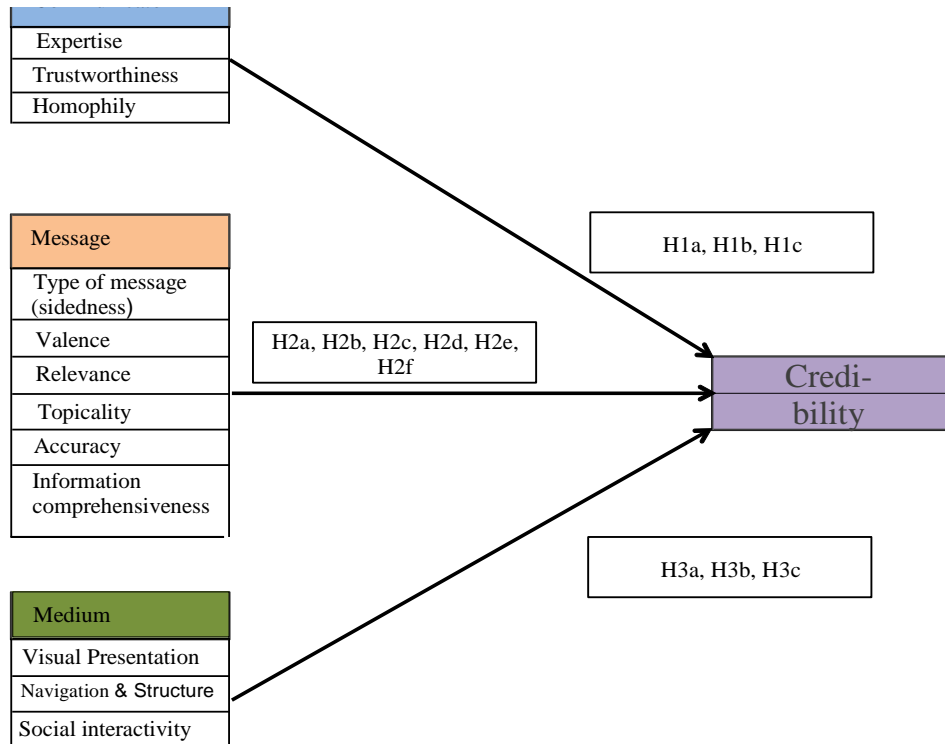 Expertise
Trustworthiness
Homophily
Message
Type of message
(sidedness)
Valence
Relevance
Topicality
Accuracy
Information
comprehensiveness
Medium
Visual Presentation
Navigation & Structure
Social interactivity
H1a, H1b, H1c
H2a, H2b, H2c, H2d, H2e,
H2f
H3a, H3b, H3c
Credi-
bility